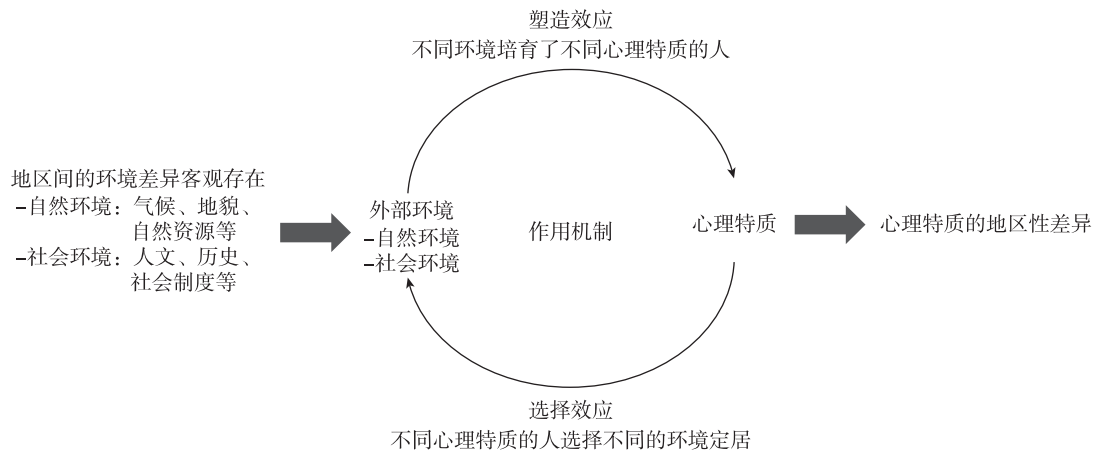 塑造效应
不同环境培育了不同心理特质的人
地区间的环境差异客观存在
–自然环境：气候、地貌、
自然资源等
–社会环境：人文、历史、
社会制度等
外部环境
–自然环境
–社会环境
作用机制
心理特质
心理特质的地区性差异
选择效应
不同心理特质的人选择不同的环境定居